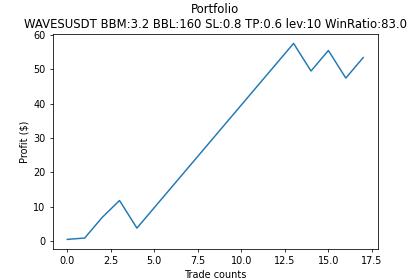 Portfolio
WAVESUSDT BBM:3.2 BBL:160 SL:0.8 TP:0.6 lev:10 WinRatio:83.0
60
50
40
30
20
10
0
Profit ($)
0.0 2.5 5.0 7.5 10.0 12.5 15.0 17.5
Trade counts